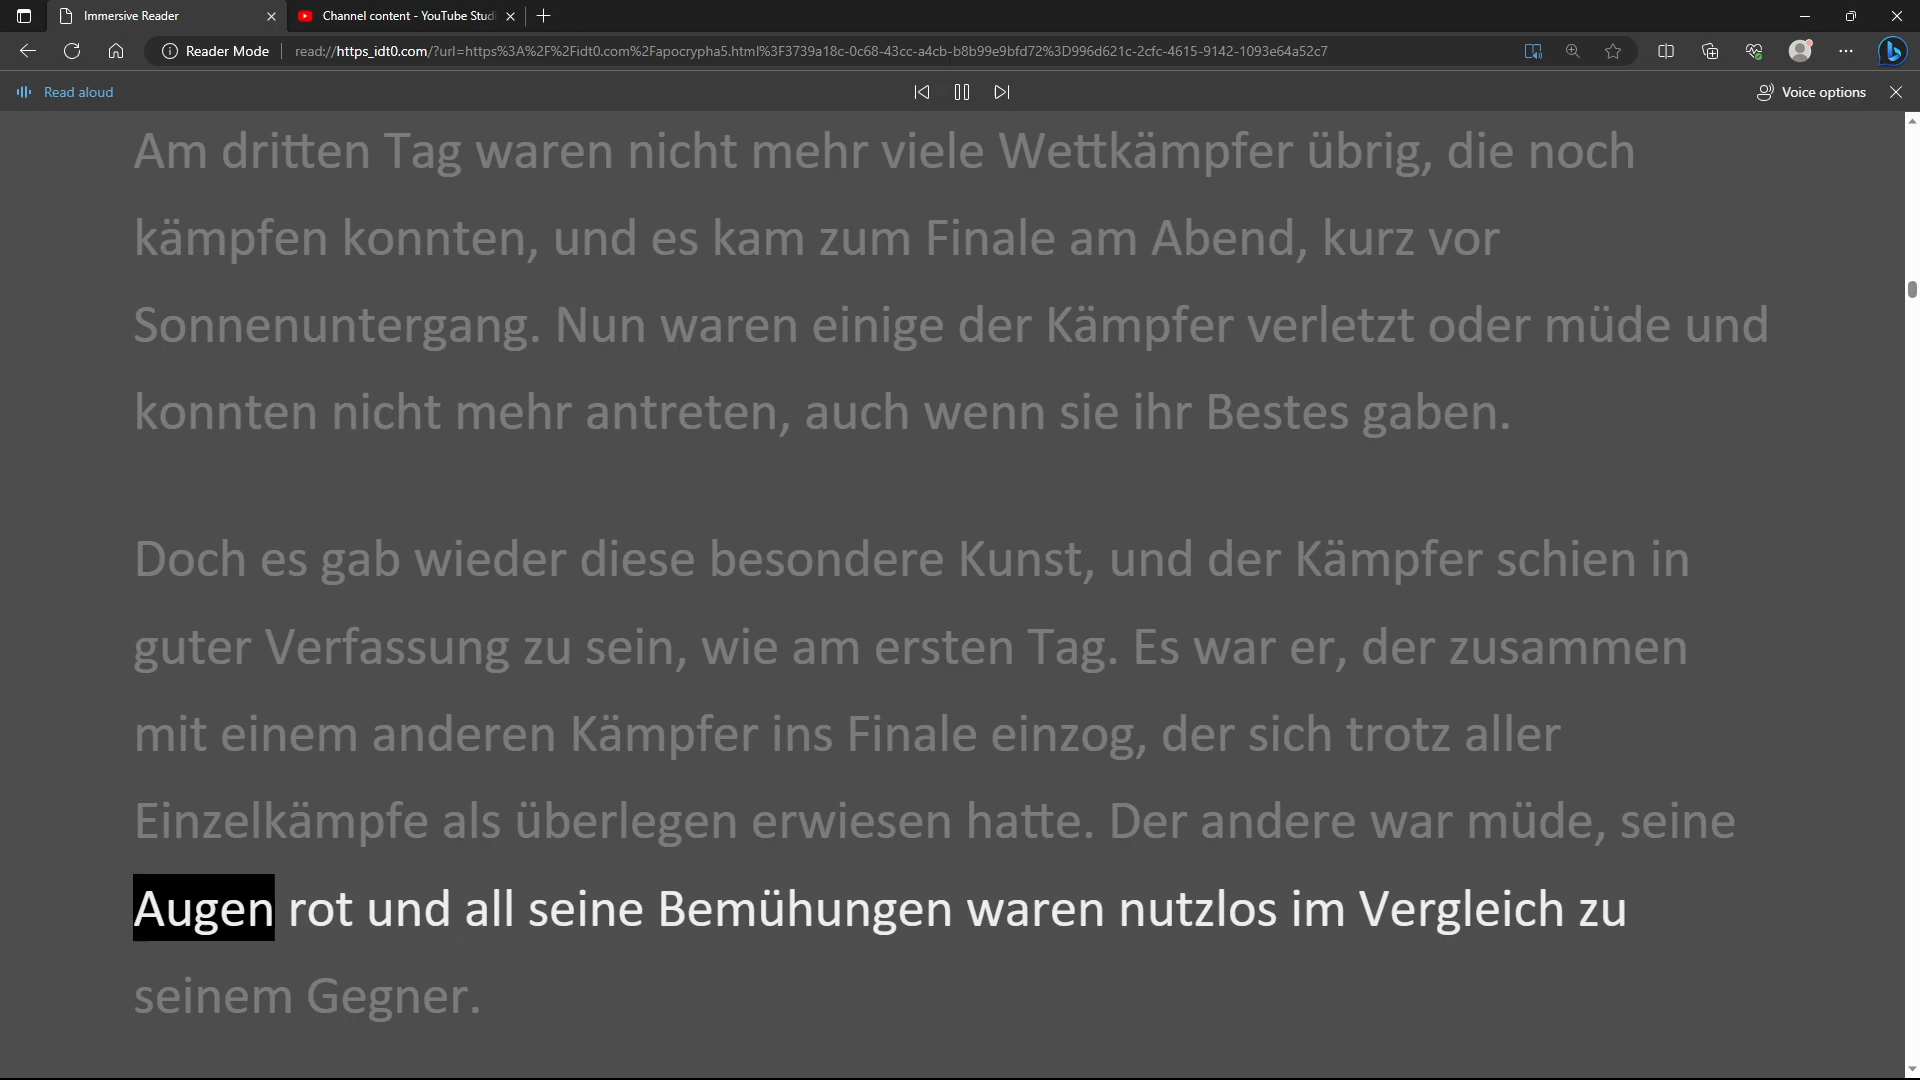 Immersive Reader
Channel content - YouTube Studi
Reader Mode
read://https_idt0.com/?url=https%3A%2F%2Fidt0.com%2Fapocrypha5.html%3F3739a18c-0c68-43cc-a4cb-b8b99e9bfd72%3D996d621c-2cfc-4615-9142-1093e64a52c7
Read aloud
Voice options
Am dritten Tag waren nicht mehr viele Wettkämpfer übrig, die noch
kämpfen konnten, und es kam zum Finale am Abend, kurz vor
Sonnenuntergang. Nun waren einige der Kämpfer verletzt oder müde und
konnten nicht mehr antreten, auch wenn sie ihr Bestes gaben.
Doch es gab wieder diese besondere Kunst, und der Kämpfer schien in
guter Verfassung zu sein, wie am ersten Tag. Es war er, der zusammen
mit einem anderen Kämpfer ins Finale einzog, der sich trotz aller
Einzelkämpfe als überlegen erwiesen hatte. Der andere war müde, seine
Augen rot und all seine Bemühungen waren nutzlos im Vergleich zu
seinem Gegner.